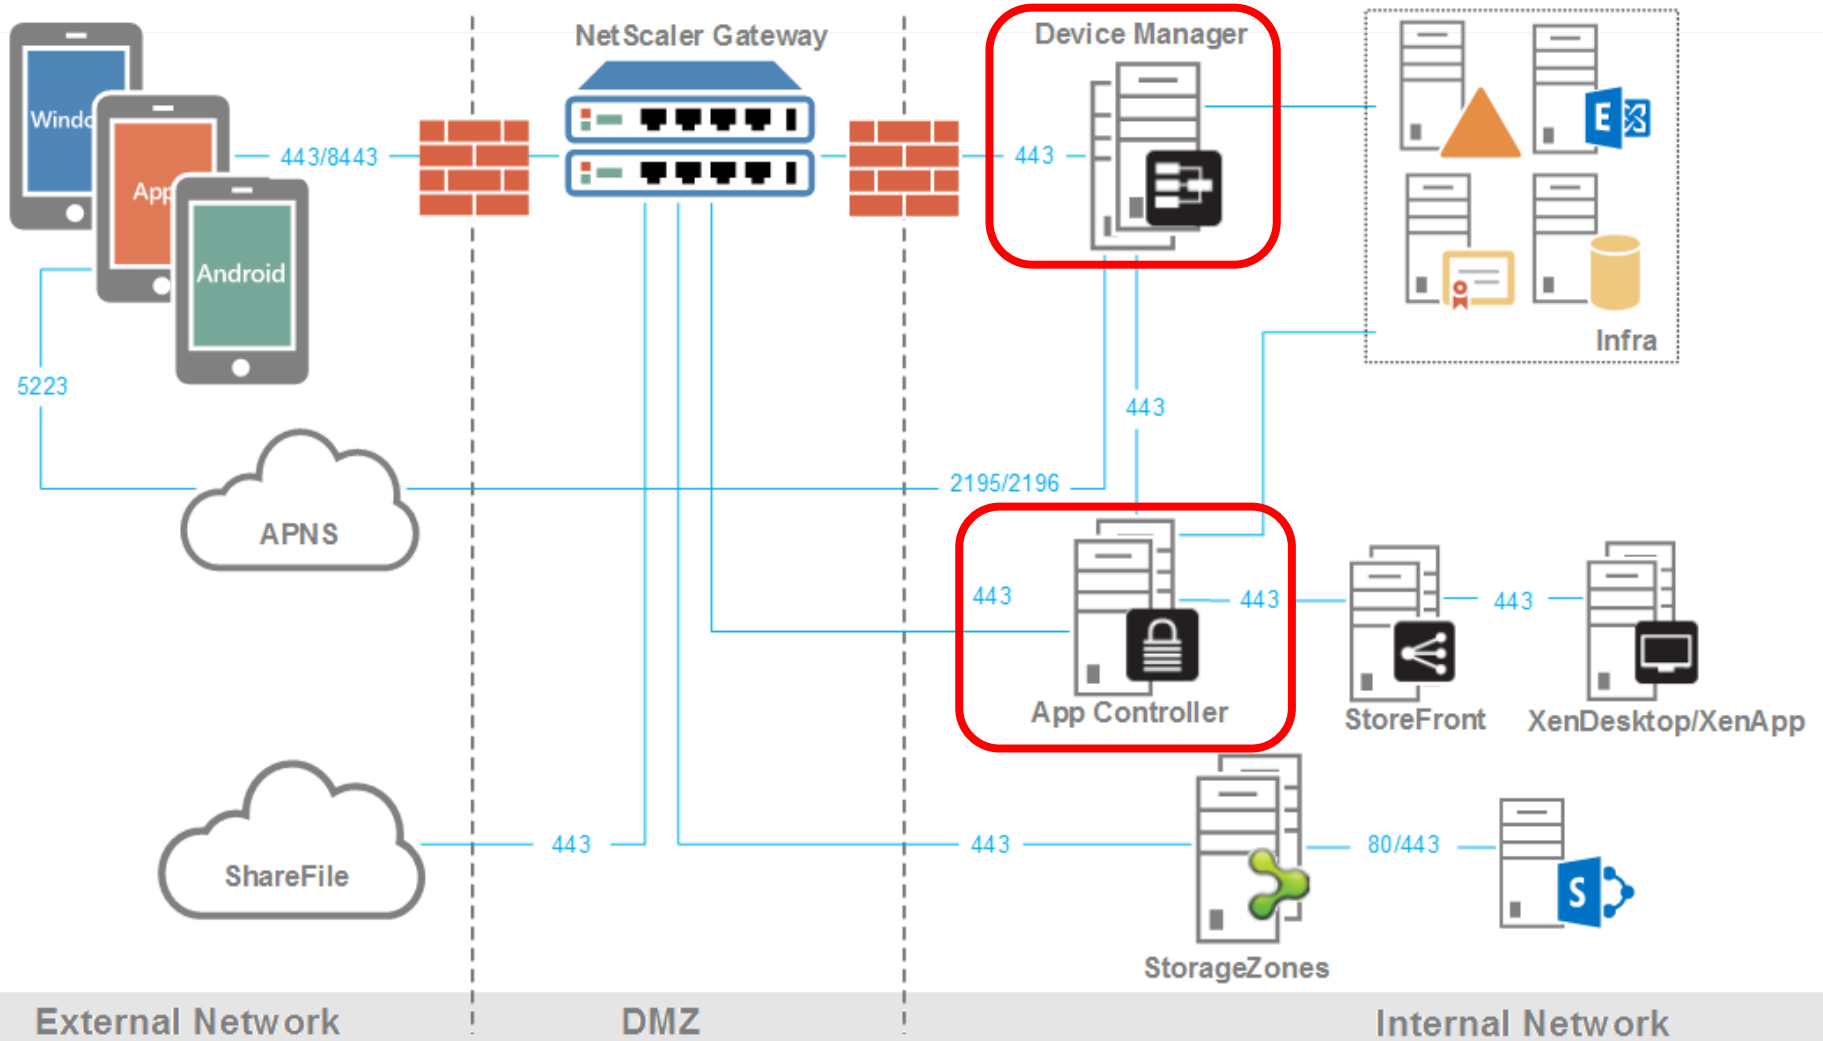 NetScaler Gateway
Device Manager
Windo
App
Android
443/8443
443
E
Infra
5223
443
2195/2196
APNS
443
443
443
App Controller
StoreFront
XenDesktop/XenApp
ShareFile
443
443
80/443
S
StorageZones
External Network
DMZ
Internal Network